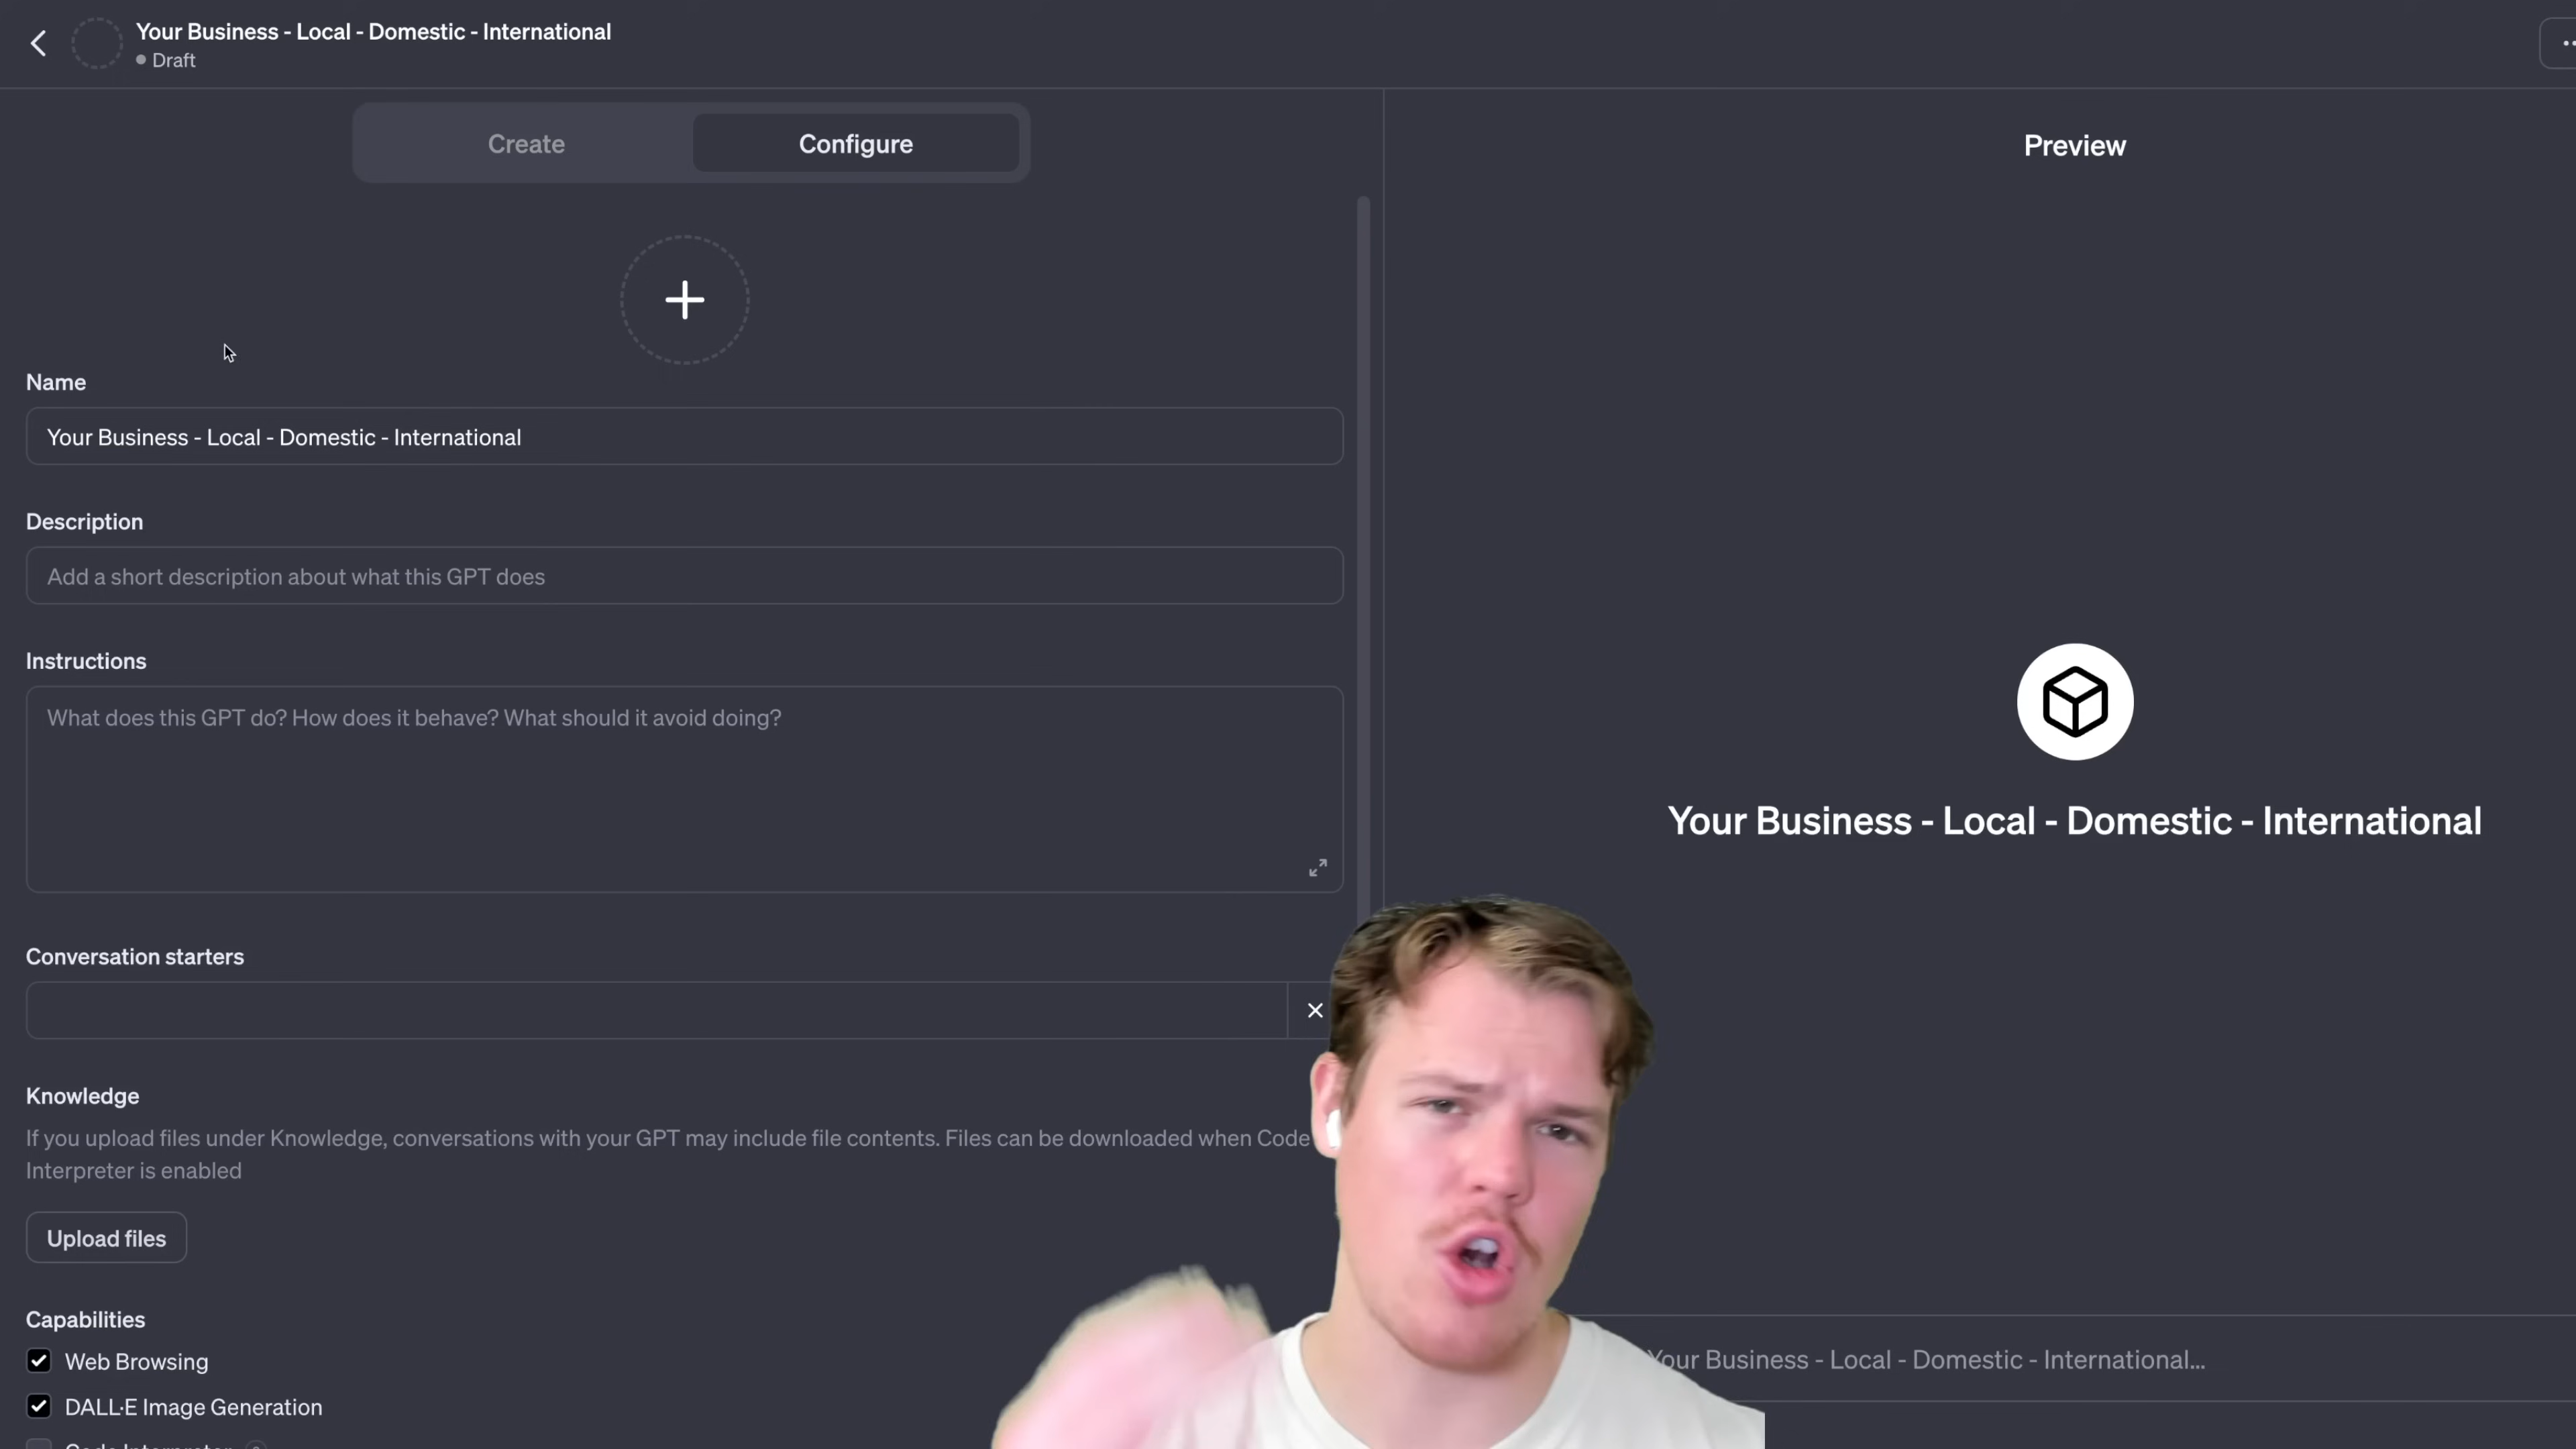 Your Business - Local - Domestic - International
Draft
Create
Configure
Preview
Name
Your Business - Local - Domestic - International
Description
Add a short description about what this GPT does
Instructions
What does this GPT do? How does it behave? What should it avoid doing?
Your Business - Local - Domestic - International
Conversation starters
Knowledge
If you upload files under Knowledge, conversations with your GPT may include file contents. Files can be downloaded when Code
Interpreter is enabled
Upload files
Capabilities
Web Browsing
Your Business - Local - Domestic - International...
DALL·E Image Generation
Code Interpreter